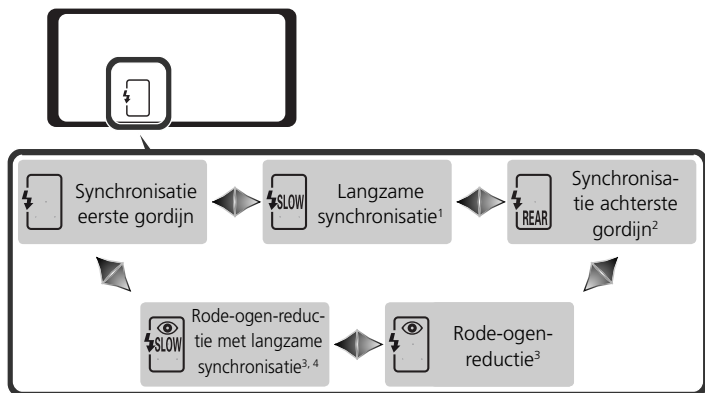 Synchronisatie
eerste gordijn
SLOW
Langzame
synchronisatie¹
REAR
Synchronisa-
tie achterste
gordijn²
SLOW
Rode-ogen-reduc-
tie met langzame
synchronisatie³, ⁴
Rode-ogen-
reductie³